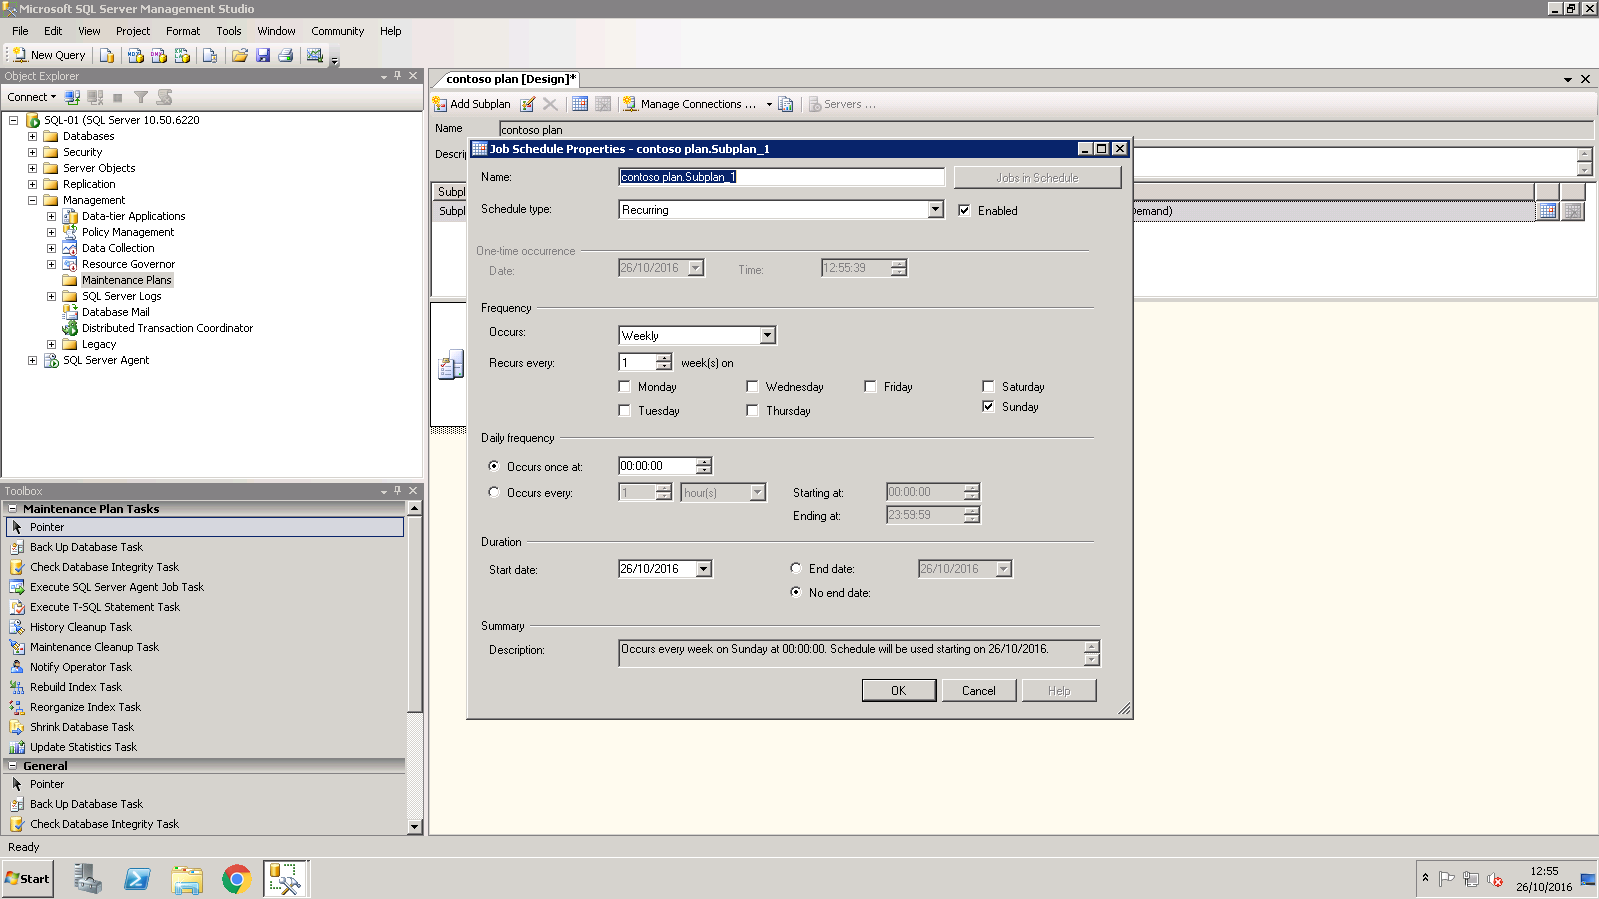 Microsoft SQL Server Management Studio
File Edit View Project Format Tools Window Community Help
New Query
Object Explorer
Connect
SQL-01 (SQL Server 10.50.6220
Databases
Security
Server Objects
Replication
Management
Data-tier Applications
Policy Management
Data Collection
Resource Governor
Maintenance Plans
SQL Server Logs
Database Mail
Distributed Transaction Coordinator
Legacy
SQL Server Agent
Toolbox
Maintenance Plan Tasks
Pointer
Back Up Database Task
Check Database Integrity Task
Execute SQL Server Agent Job Task
Execute T-SQL Statement Task
History Cleanup Task
Maintenance Cleanup Task
Notify Operator Task
Rebuild Index Task
Reorganize Index Task
Shrink Database Task
Update Statistics Task
General
Pointer
Back Up Database Task
Check Database Integrity Task
contoso plan [Design]*
Add Subplan Manage Connections ... Servers ...
Name contoso plan
Descrip
Subpl
Subpl Demand)
Job Schedule Properties - contoso plan.Subplan_1
Name: contoso plan.Subplan_1 Jobs in Schedule
Schedule type: Recurring Enabled
One-time occurrence
Date: 26/10/2016 Time: 12:55:39
Frequency
Occurs: Weekly
Recurs every: 1 week(s) on
Monday Wednesday Friday Saturday
Tuesday Thursday Sunday
Daily frequency
Occurs once at: 00:00:00
Occurs every: 1 hour(s) Starting at: 00:00:00
Ending at: 23:59:59
Duration
Start date: 26/10/2016 End date: 26/10/2016
No end date:
Summary
Description: Occurs every week on Sunday at 00:00:00. Schedule will be used starting on 26/10/2016.
OK Cancel Help
Ready
Start
12:55
26/10/2016